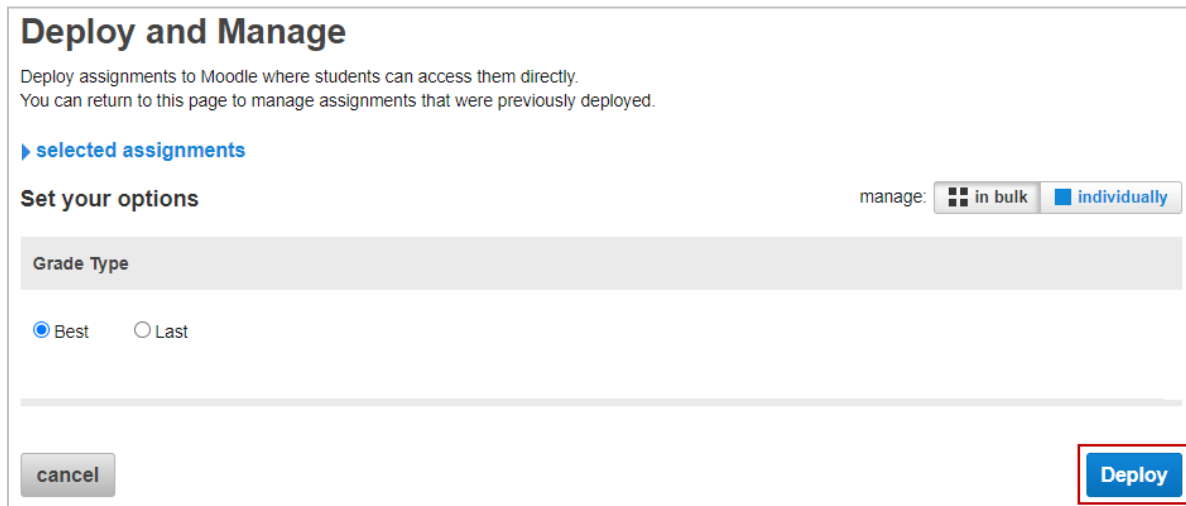 Deploy and Manage
Deploy assignments to Moodle where students can access them directly.
You can return to this page to manage assignments that were previously deployed.
selected assignments
Set your options
manage: in bulk individually
Grade Type
Best Last
cancel Deploy